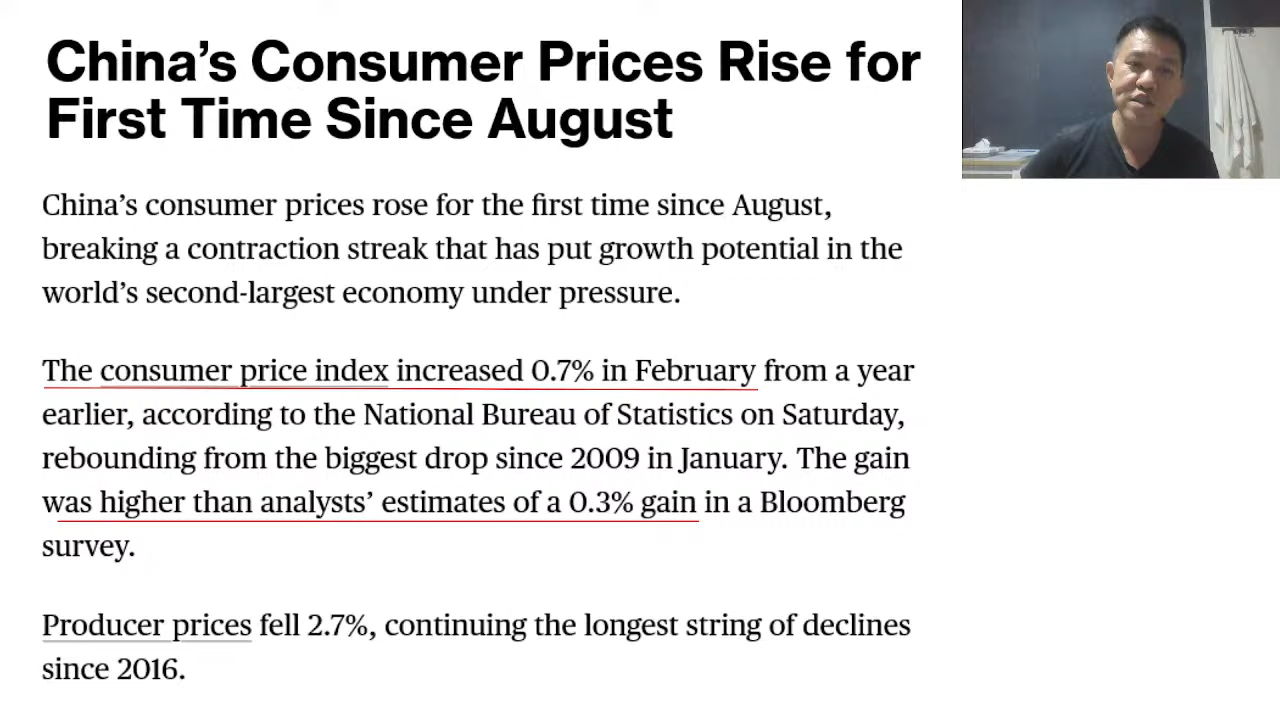 China’s Consumer Prices Rise for
First Time Since August
China’s consumer prices rose for the first time since August,
breaking a contraction streak that has put growth potential in the
world’s second-largest economy under pressure.
The consumer price index increased 0.7% in February from a year
earlier, according to the National Bureau of Statistics on Saturday,
rebounding from the biggest drop since 2009 in January. The gain
was higher than analysts’ estimates of a 0.3% gain in a Bloomberg
survey.
Producer prices fell 2.7%, continuing the longest string of declines
since 2016.